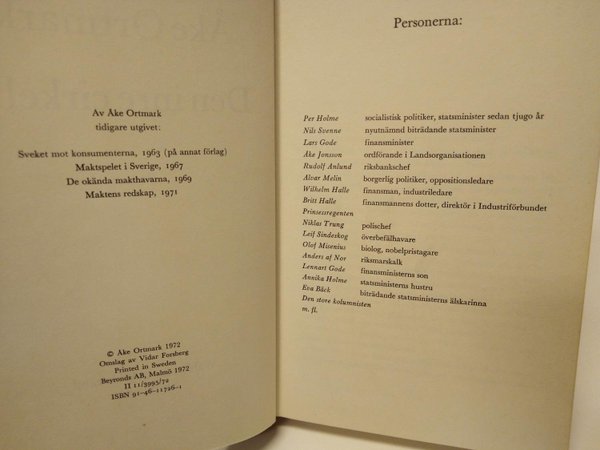 Av Åke Ortmark
tidigare utgivet:
Sveket mot konsumenterna, 1963 (på annat förlag)
Maktspelet i Sverige, 1967
De okända makthavarna, 1969
Maktens redskap, 1971
© Åke Ortmark 1972
Omslag av Vidar Forsberg
Printed in Sweden
Beyronds AB, Malmö 1972
II 11/3995/72
ISBN 91-46-11726-1
Personerna:
Per Holme socialistisk politiker, statsminister sedan tjugo år
Nils Svenne nyutnämnd biträdande statsminister
Lars Gode finansminister
Åke Jonsson ordförande i Landsorganisationen
Rudolf Anlund riksbankschef
Alvar Melin borgerlig politiker, oppositionsledare
Wilhelm Halle finansman, industriledare
Britt Halle finansmannens dotter, direktör i Industriförbundet
Prinsessregenten
Niklas Trung polischef
Leif Sindeskog överbefälhavare
Olof Misenius biolog, nobelpristagare
Anders af Nor riksmarskalk
Lennart Gode finansministerns son
Annika Holme statsministerns hustru
Eva Bäck biträdande statsministerns älskarinna
Den store kolumnisten
m. fl.